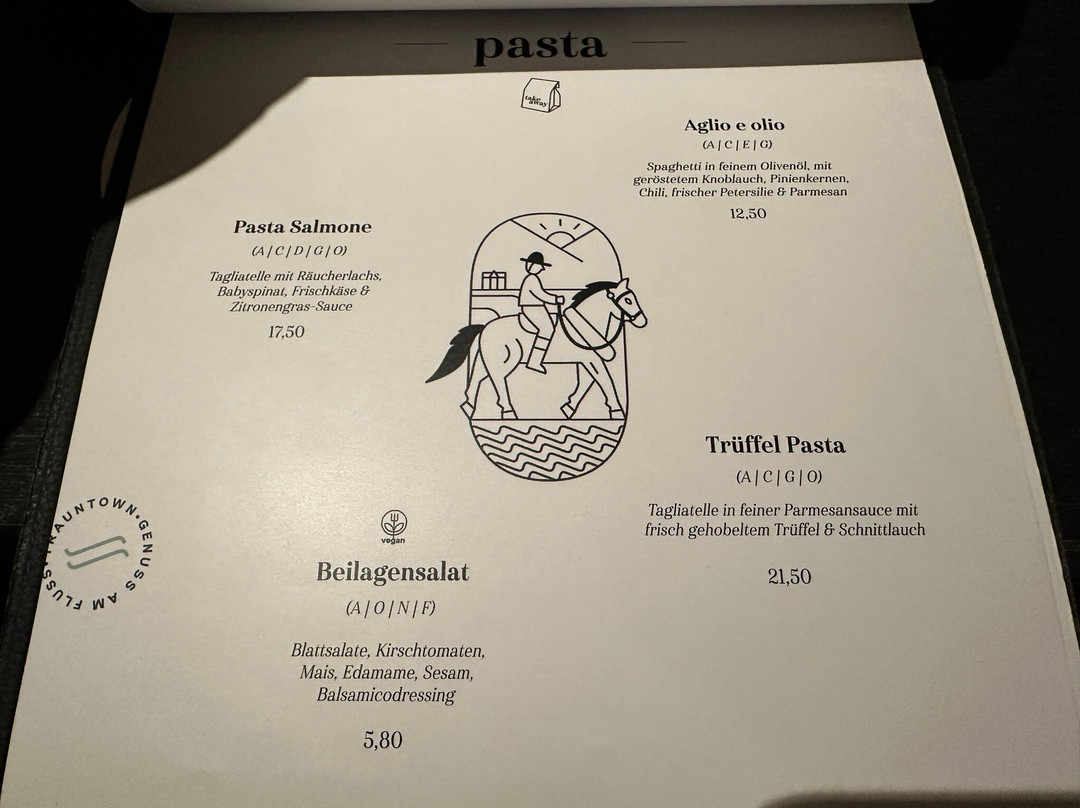 pasta
take
away
Aglio e olio
(A | C | E | G)
Spaghetti in feinem Olivenöl, mit
geröstetem Knoblauch, Pinienkernen,
Chili, frischer Petersilie & Parmesan
12,50
Pasta Salmone
(A | C | D | G | O)
Tagliatelle mit Räucherlachs,
Babyspinat, Frischkäse &
Zitronengras-Sauce
17,50
Trüffel Pasta
(A | C | G | O)
Tagliatelle in feiner Parmesansauce mit
frisch gehobeltem Trüffel & Schnittlauch
21,50
TRAUNTOWN • GENUSS AM FLUSS
vegan
Beilagensalat
(A | O | N | F)
Blattsalate, Kirschtomaten,
Mais, Edamame, Sesam,
Balsamicodressing
5,80